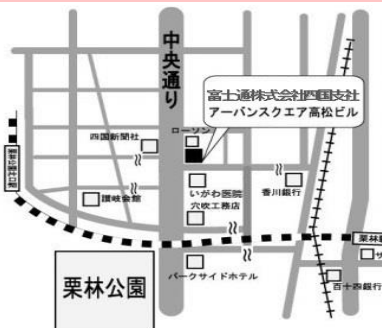 中央通り
富士通株式会社四国支社
アーバンスクエア高松ビル
ローソン
四国新聞社
讃岐会館
いがわ医院
穴吹工務店
香川銀行
栗林公園
パークサイドホテル
百十四銀行